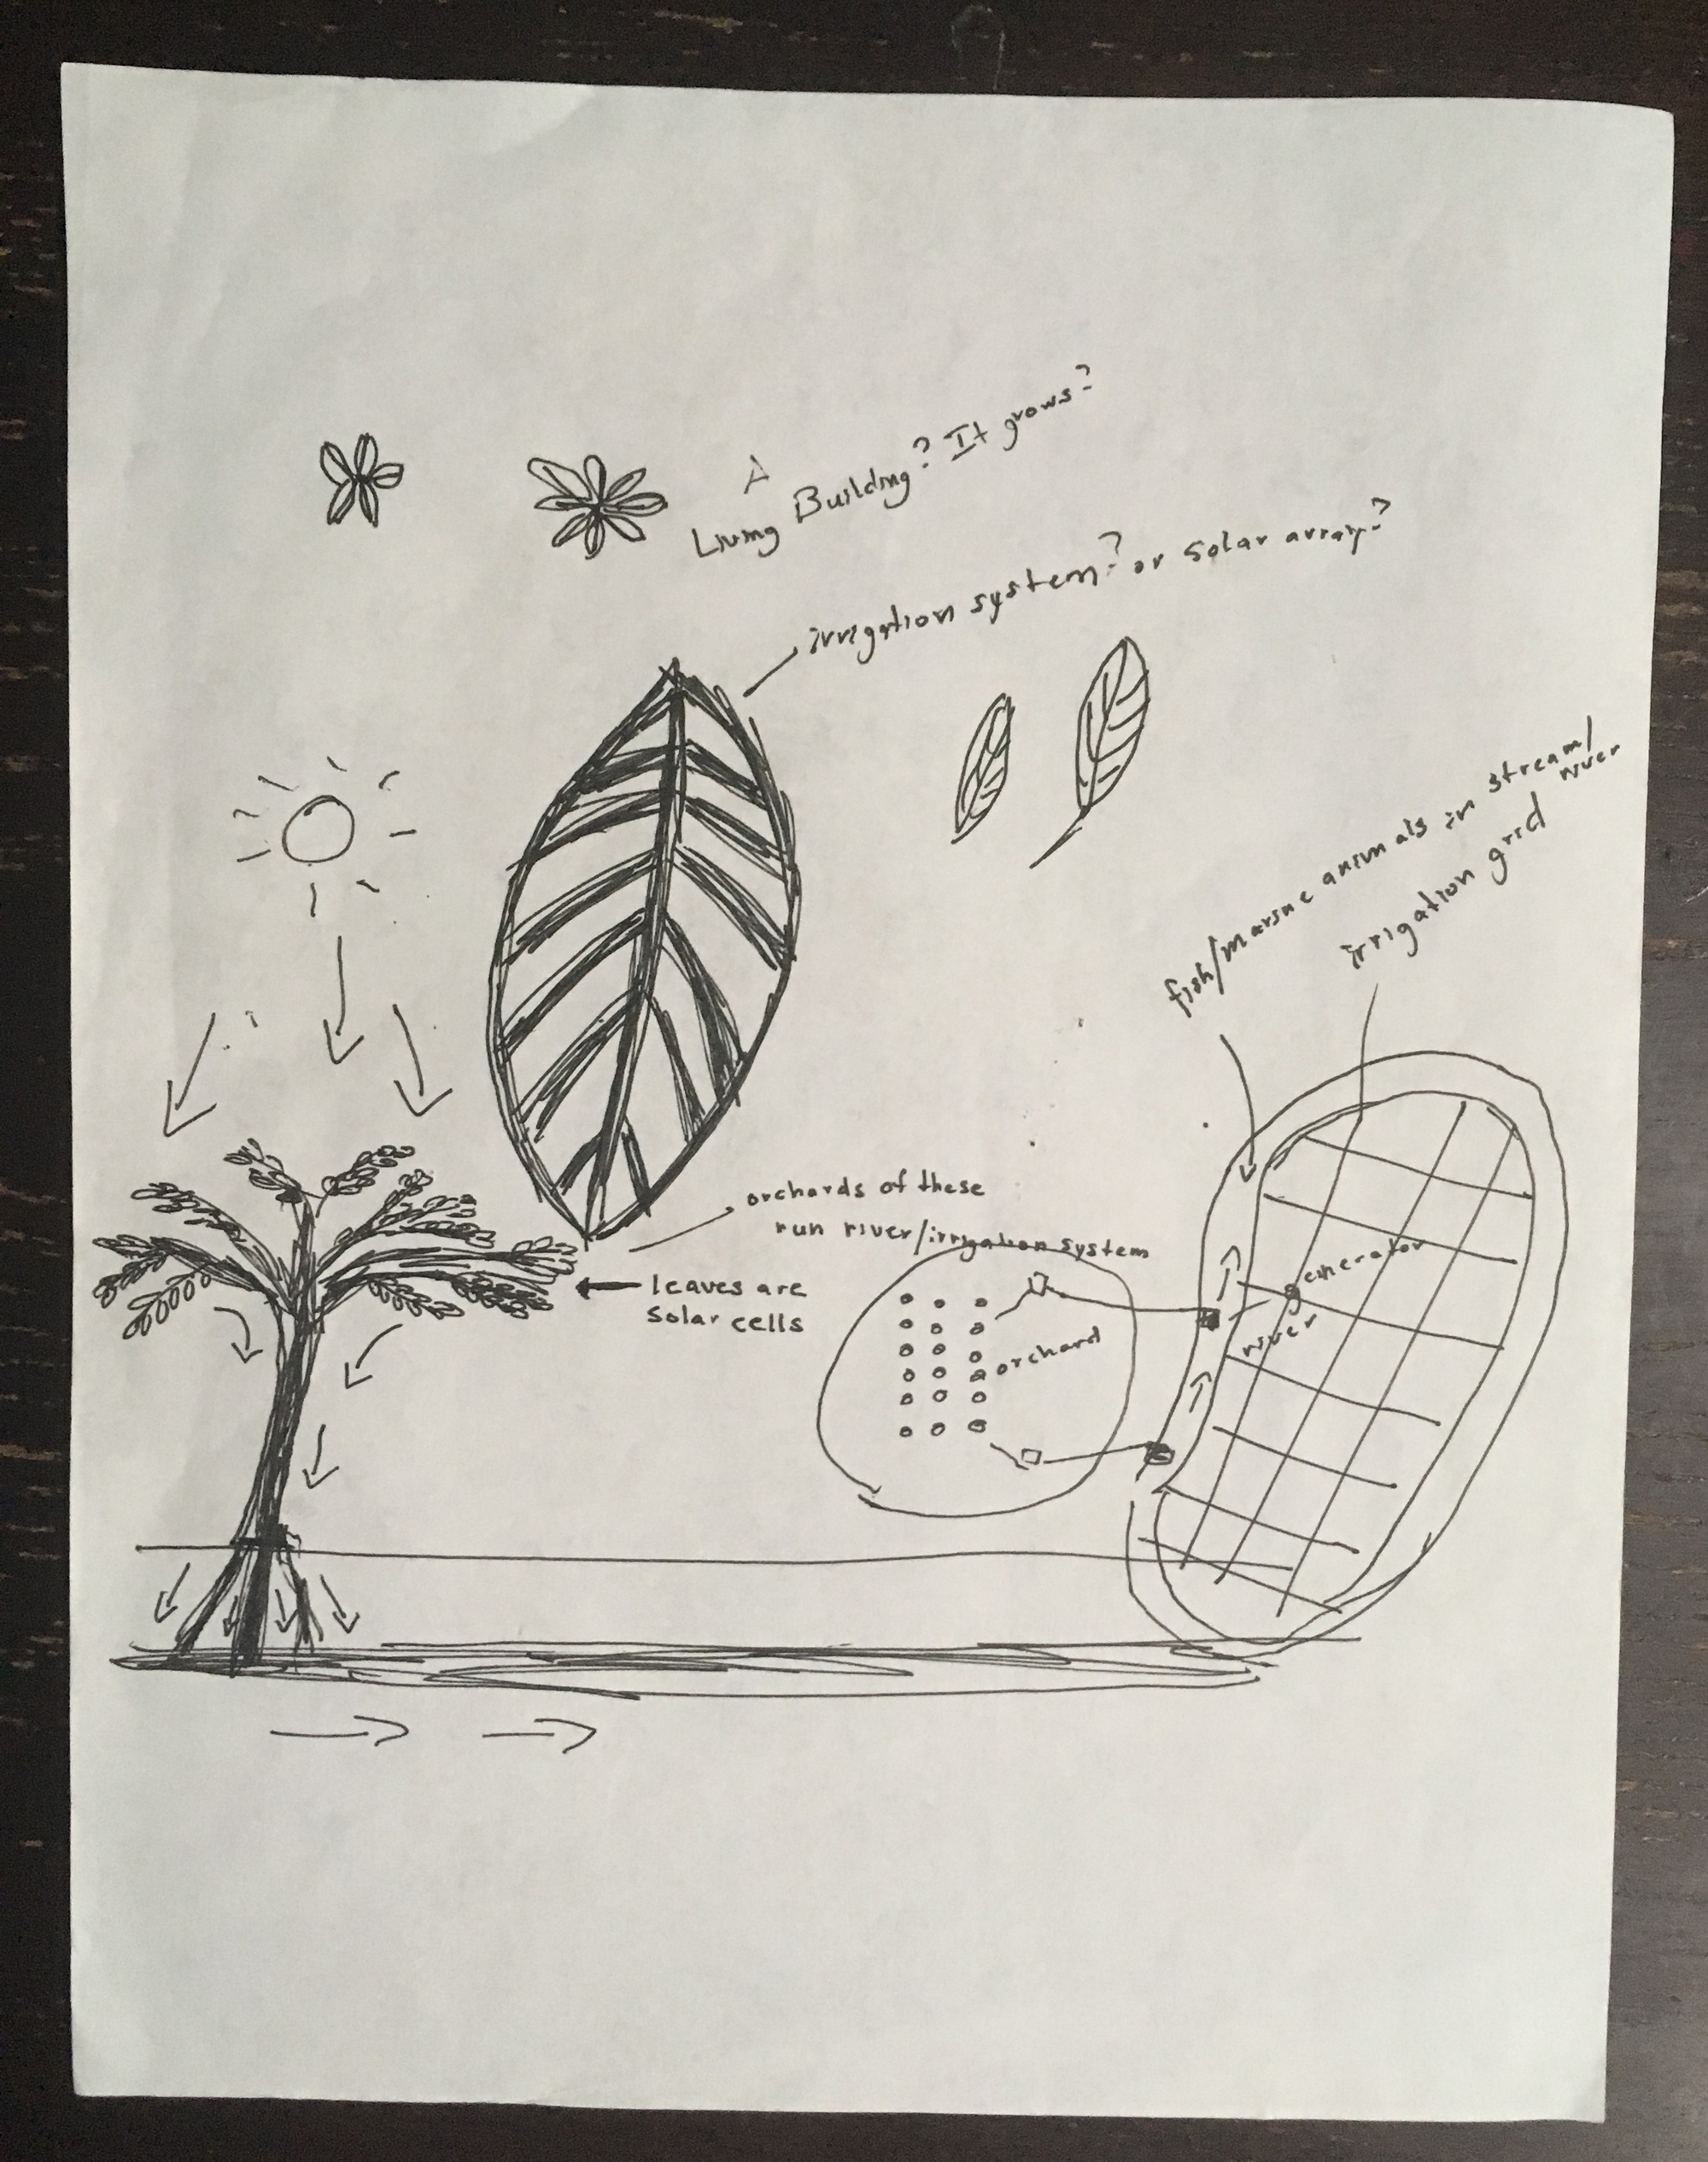 A
Living Building? It grows?
irrigation system? or solar array?
fish/marine animals in stream/
river
irrigation grid
orchards of these
run river/irrigation system
leaves are
solar cells
generator
river
orchard